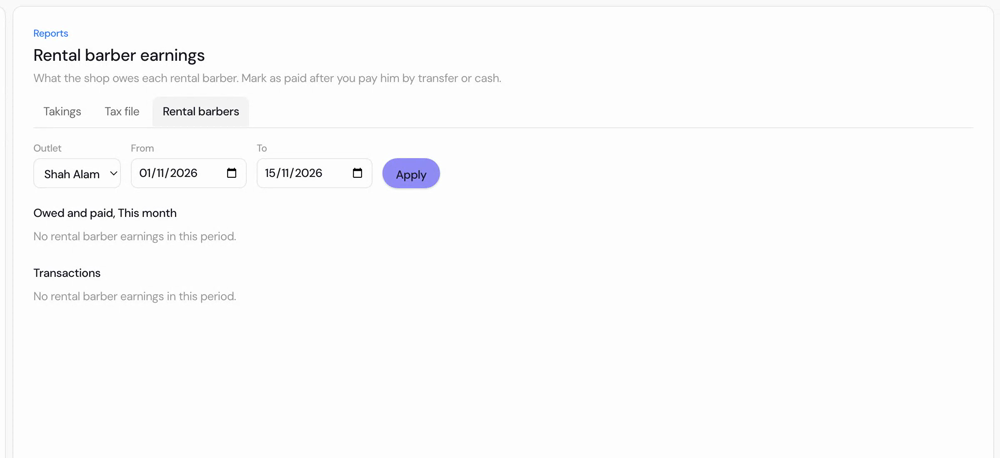 Reports
Rental barber earnings
What the shop owes each rental barber. Mark as paid after you pay him by transfer or cash.
Takings Tax file Rental barbers
Outlet From To
Shah Alam 01/11/2026 15/11/2026 Apply
Owed and paid, This month
No rental barber earnings in this period.
Transactions
No rental barber earnings in this period.